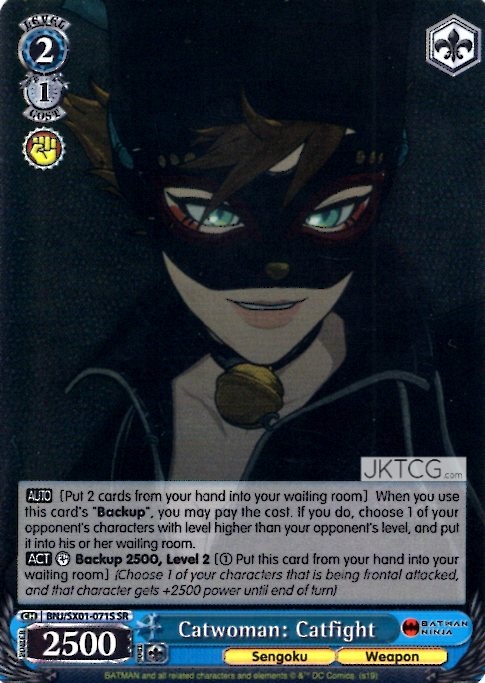 LEVEL
2
1
COST
JKTCG.com
AUTO [Put 2 cards from your hand into your waiting room] When you use
this card's "Backup", you may pay the cost. If you do, choose 1 of your
opponent's characters with level higher than your opponent's level, and put
it into his or her waiting room.
ACT Backup 2500, Level 2 [① Put this card from your hand into your
waiting room] (Choose 1 of your characters that is being frontal attacked,
and that character gets +2500 power until end of turn)
CH BNJ/SX01-071S SR
POWER 2500 SOUL
Catwoman: Catfight
BATMAN
NINJA
Sengoku Weapon
BATMAN and all related characters and elements © &™ DC Comics. (s19)